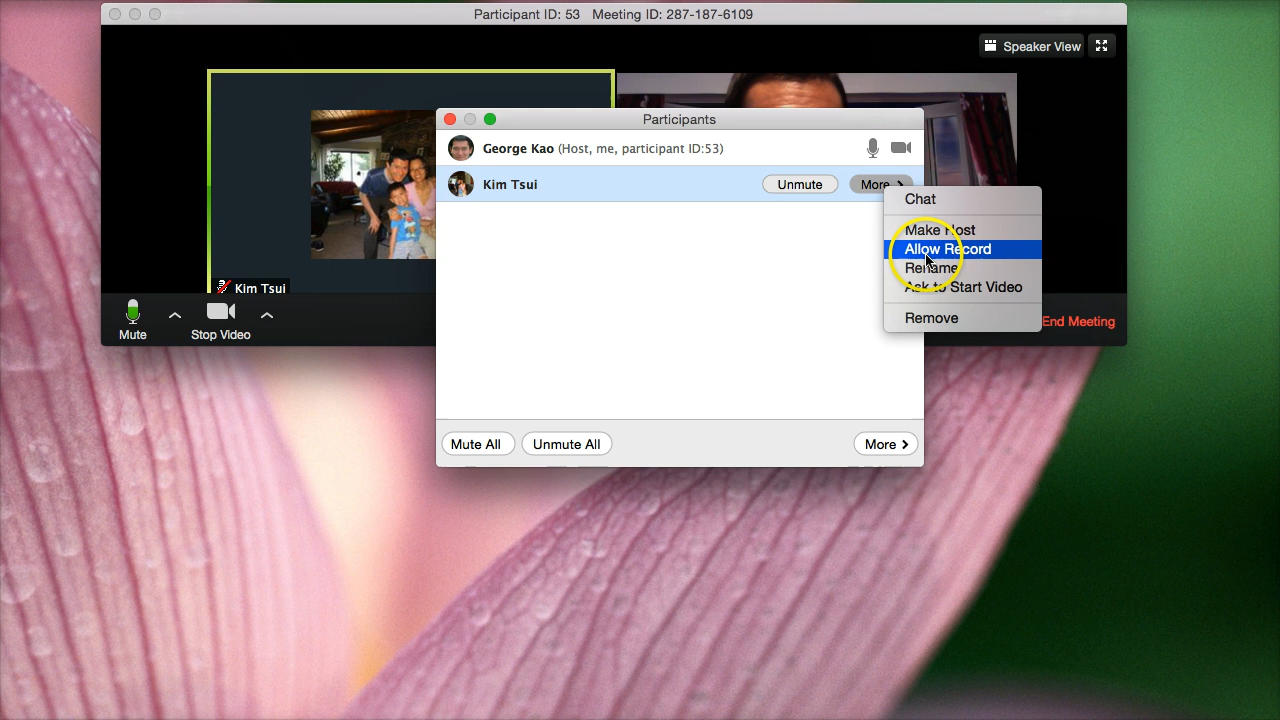 Participant ID: 53 Meeting ID: 287-187-6109
Speaker View
Participants
George Kao (Host, me, participant ID:53)
Kim Tsui
Unmute
More
Chat
Make Host
Allow Record
Rename
Ask to Start Video
Remove
Kim Tsui
Mute
Stop Video
End Meeting
Mute All
Unmute All
More